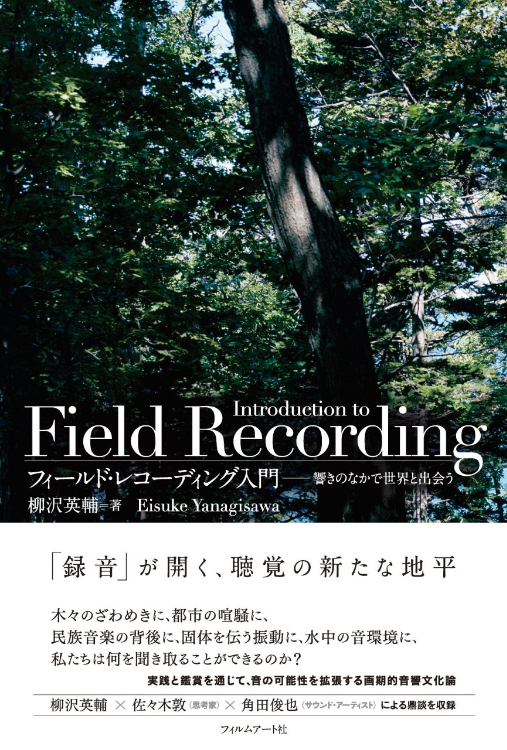 Introduction to
Field Recording
フィールド・レコーディング入門──響きのなかで世界と出会う
柳沢英輔=著 Eisuke Yanagisawa
「録音」が開く、聴覚の新たな地平
木々のざわめきに、都市の喧騒に、
民族音楽の背後に、固体を伝う振動に、水中の音環境に、
私たちは何を聞き取ることができるのか?
実践と鑑賞を通じて、音の可能性を拡張する画期的音響文化論
柳沢英輔 × 佐々木敦(思考家) × 角田俊也(サウンド・アーティスト)による鼎談を収録
フィルムアート社